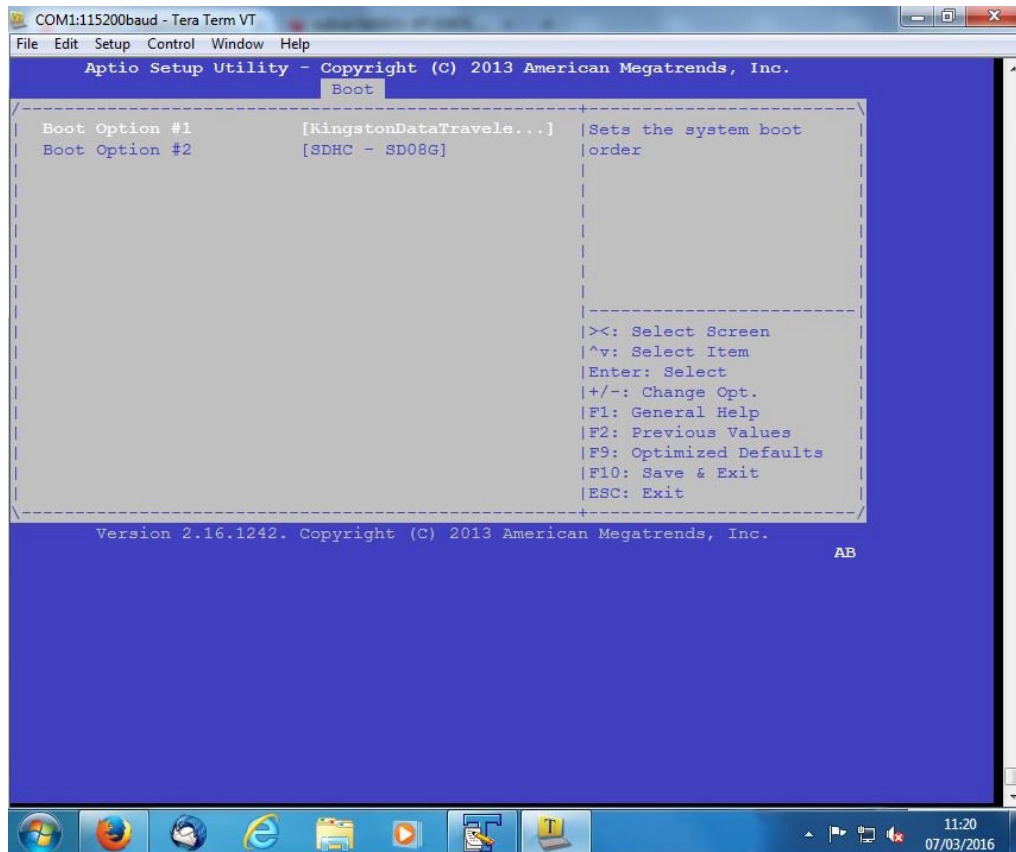 COM1:115200baud - Tera Term VT
File Edit Setup Control Window Help
Aptio Setup Utility - Copyright (C) 2013 American Megatrends, Inc.
Boot
Boot Option #1 [KingstonDataTravele...]
Boot Option #2 [SDHC - SD08G]
Sets the system boot
order
><: Select Screen
^v: Select Item
Enter: Select
+/-: Change Opt.
F1: General Help
F2: Previous Values
F9: Optimized Defaults
F10: Save & Exit
ESC: Exit
Version 2.16.1242. Copyright (C) 2013 American Megatrends, Inc.
AB
11:20
07/03/2016